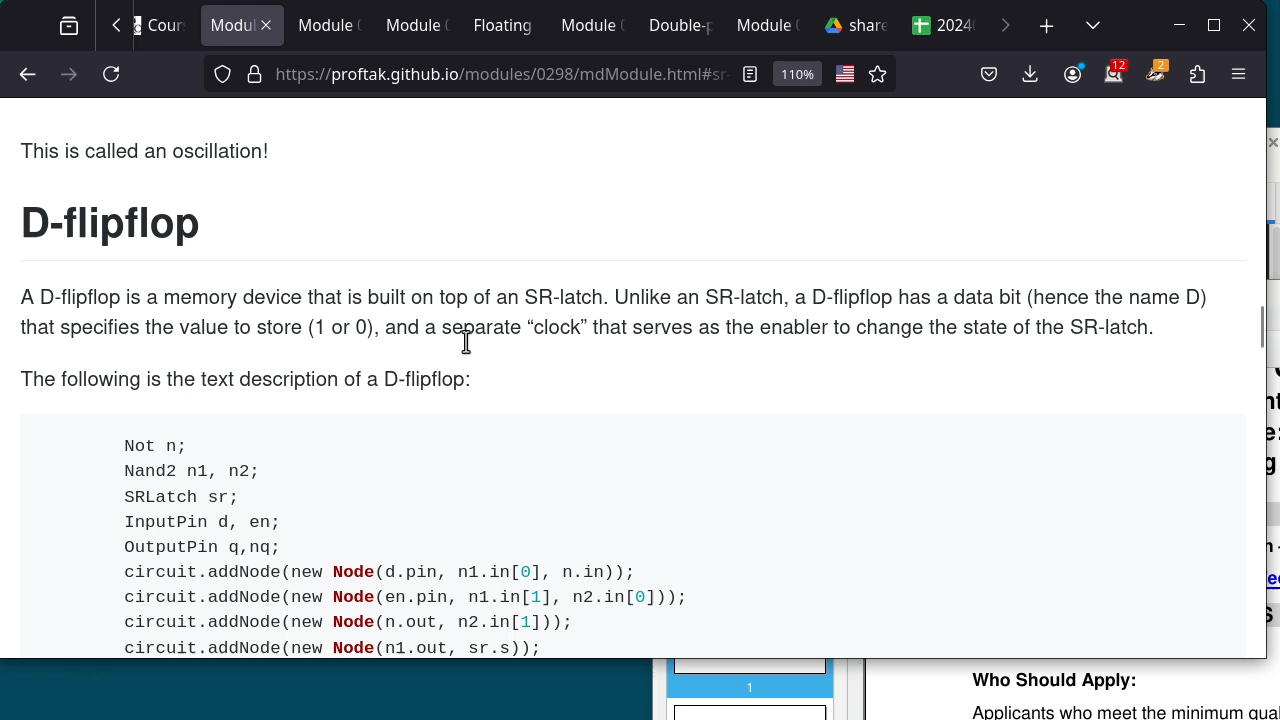 Cour
Modul
Module
Module
Floating
Module
Double-p
Module
share
2024
https://proftak.github.io/modules/0298/mdModule.html#sr-
110%
12
2
This is called an oscillation!
D-flipflop
A D-flipflop is a memory device that is built on top of an SR-latch. Unlike an SR-latch, a D-flipflop has a data bit (hence the name D)
that specifies the value to store (1 or 0), and a separate “clock” that serves as the enabler to change the state of the SR-latch.
The following is the text description of a D-flipflop:
Not n;
Nand2 n1, n2;
SRLatch sr;
InputPin d, en;
OutputPin q,nq;
circuit.addNode(new Node(d.pin, n1.in[0], n.in));
circuit.addNode(new Node(en.pin, n1.in[1], n2.in[0]));
circuit.addNode(new Node(n.out, n2.in[1]));
circuit.addNode(new Node(n1.out, sr.s));
1
Who Should Apply:
Applicants who meet the minimum qual